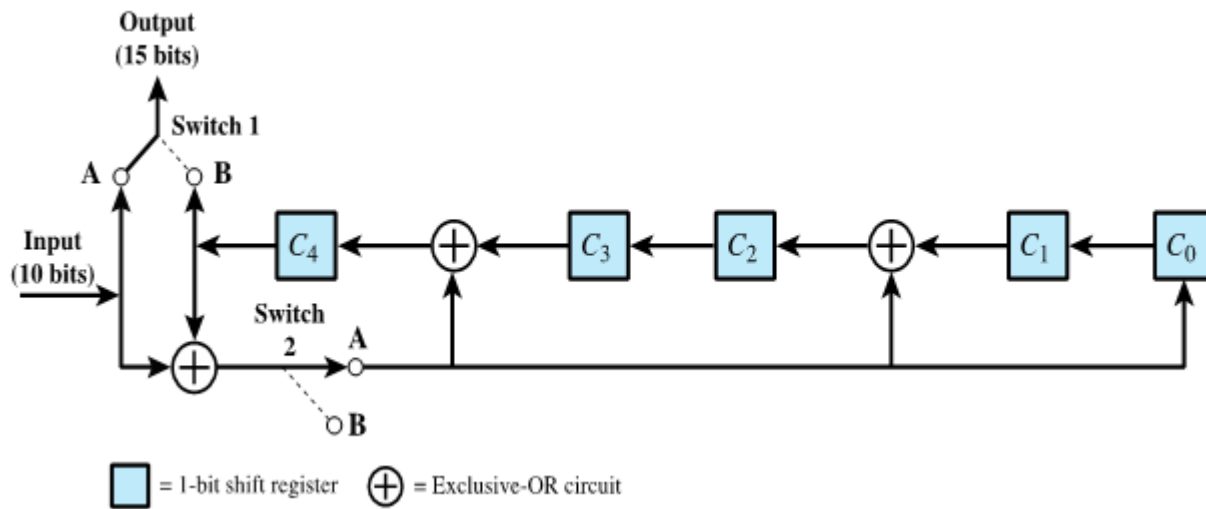 Output
(15 bits)
Switch 1
A
B
Input
(10 bits)
C4
C3
C2
C1
C0
Switch
2
A
B
= 1-bit shift register
= Exclusive-OR circuit